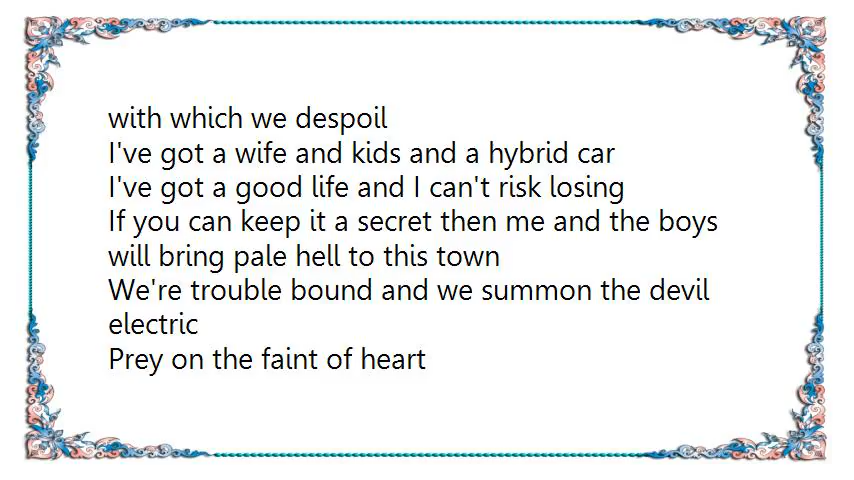 with which we despoil
I've got a wife and kids and a hybrid car
I've got a good life and I can't risk losing
If you can keep it a secret then me and the boys
will bring pale hell to this town
We're trouble bound and we summon the devil
electric
Prey on the faint of heart